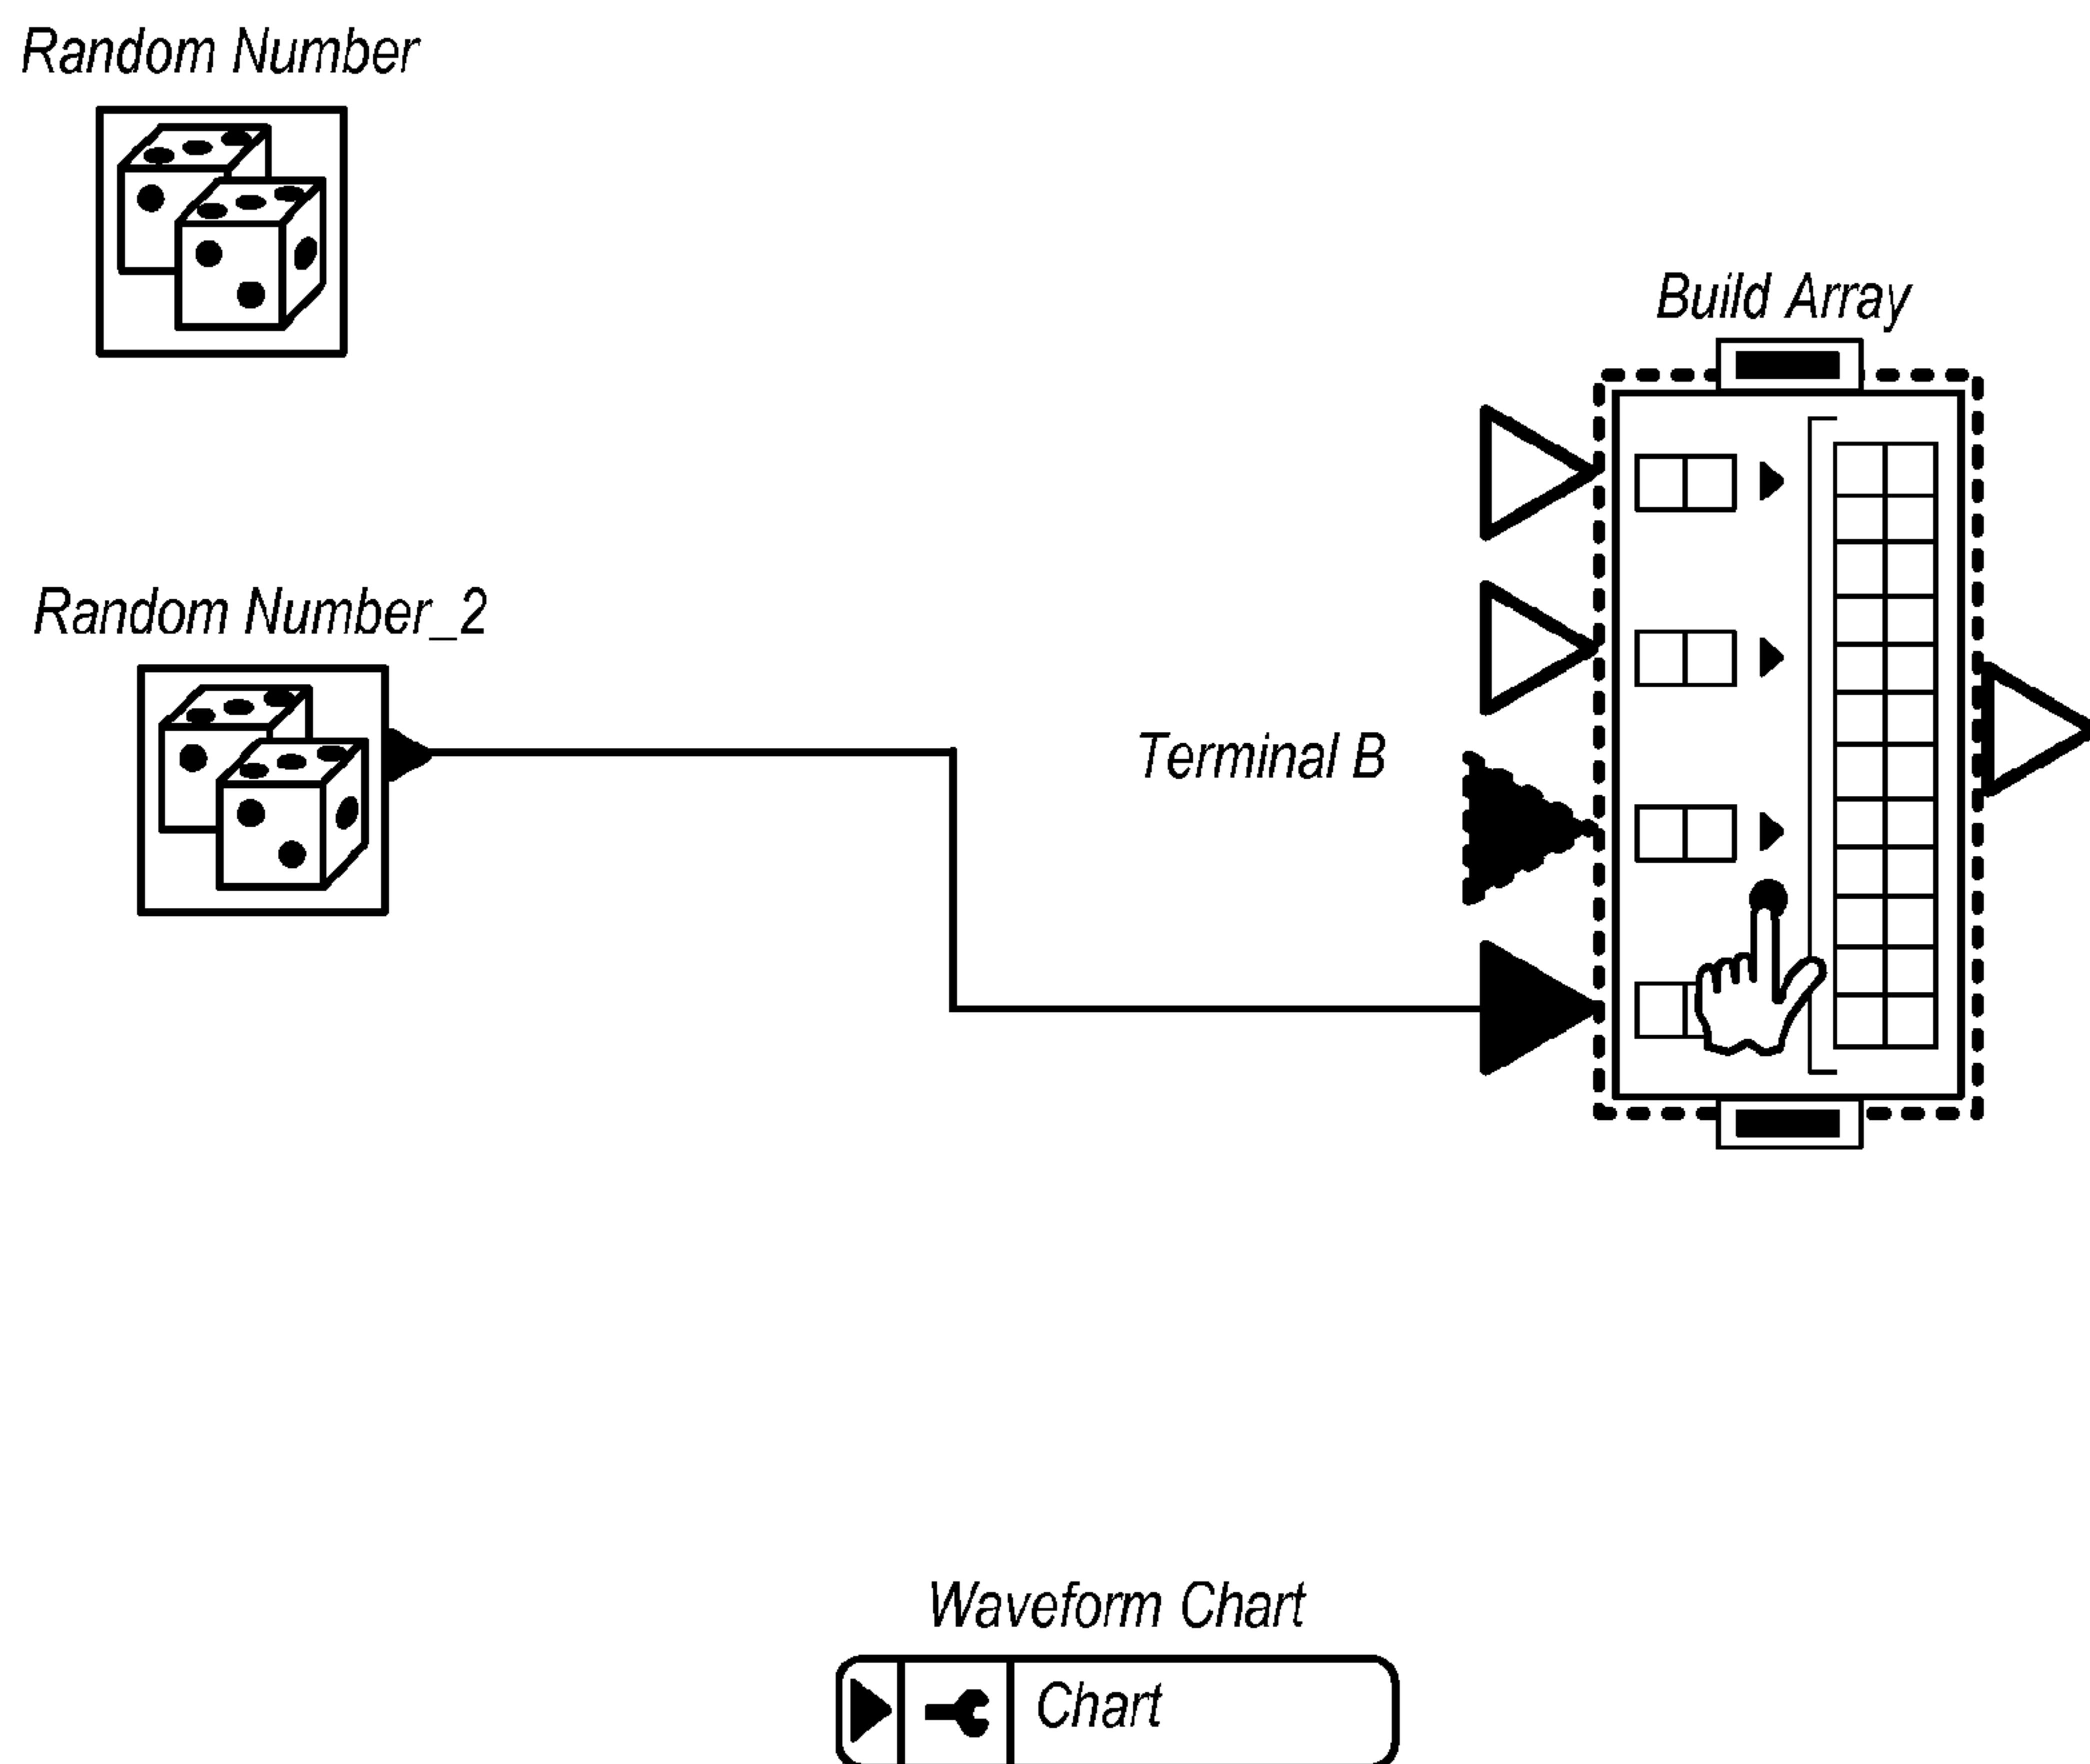 Random Number
Build Array
Random Number_2
Terminal B
Waveform Chart
Chart